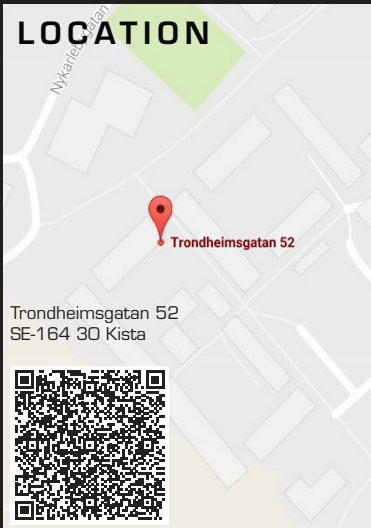 LOCATION
Nykarlebygatan
Trondheimsgatan 52
Trondheimsgatan 52
SE-164 30 Kista